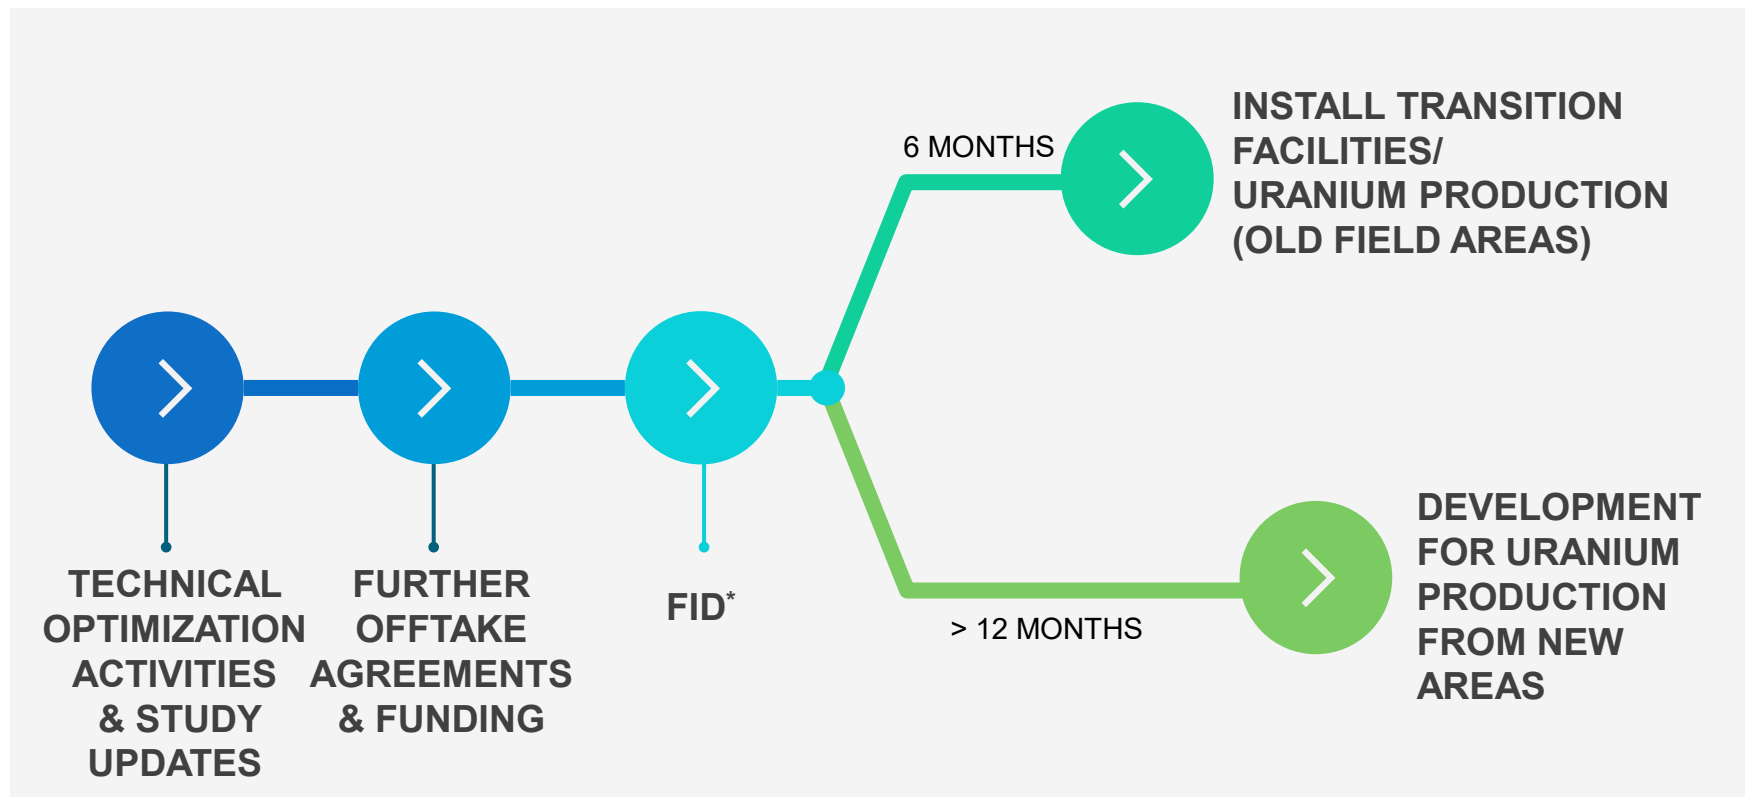 6 MONTHS
INSTALL TRANSITION
FACILITIES/
URANIUM PRODUCTION
(OLD FIELD AREAS)
TECHNICAL
OPTIMIZATION
ACTIVITIES
& STUDY
UPDATES
FURTHER
OFFTAKE
AGREEMENTS
& FUNDING
FID*
> 12 MONTHS
DEVELOPMENT
FOR URANIUM
PRODUCTION
FROM NEW
AREAS